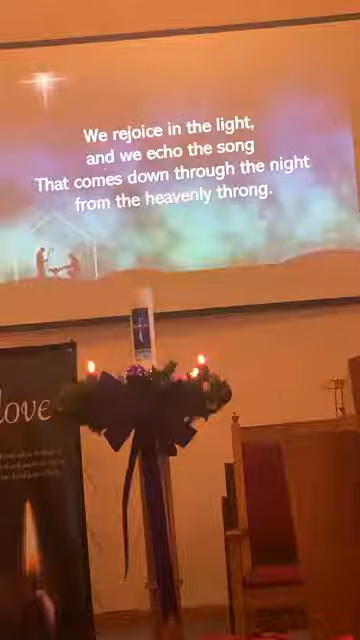 We rejoice in the light,
and we echo the song
That comes down through the night
from the heavenly throng.
love